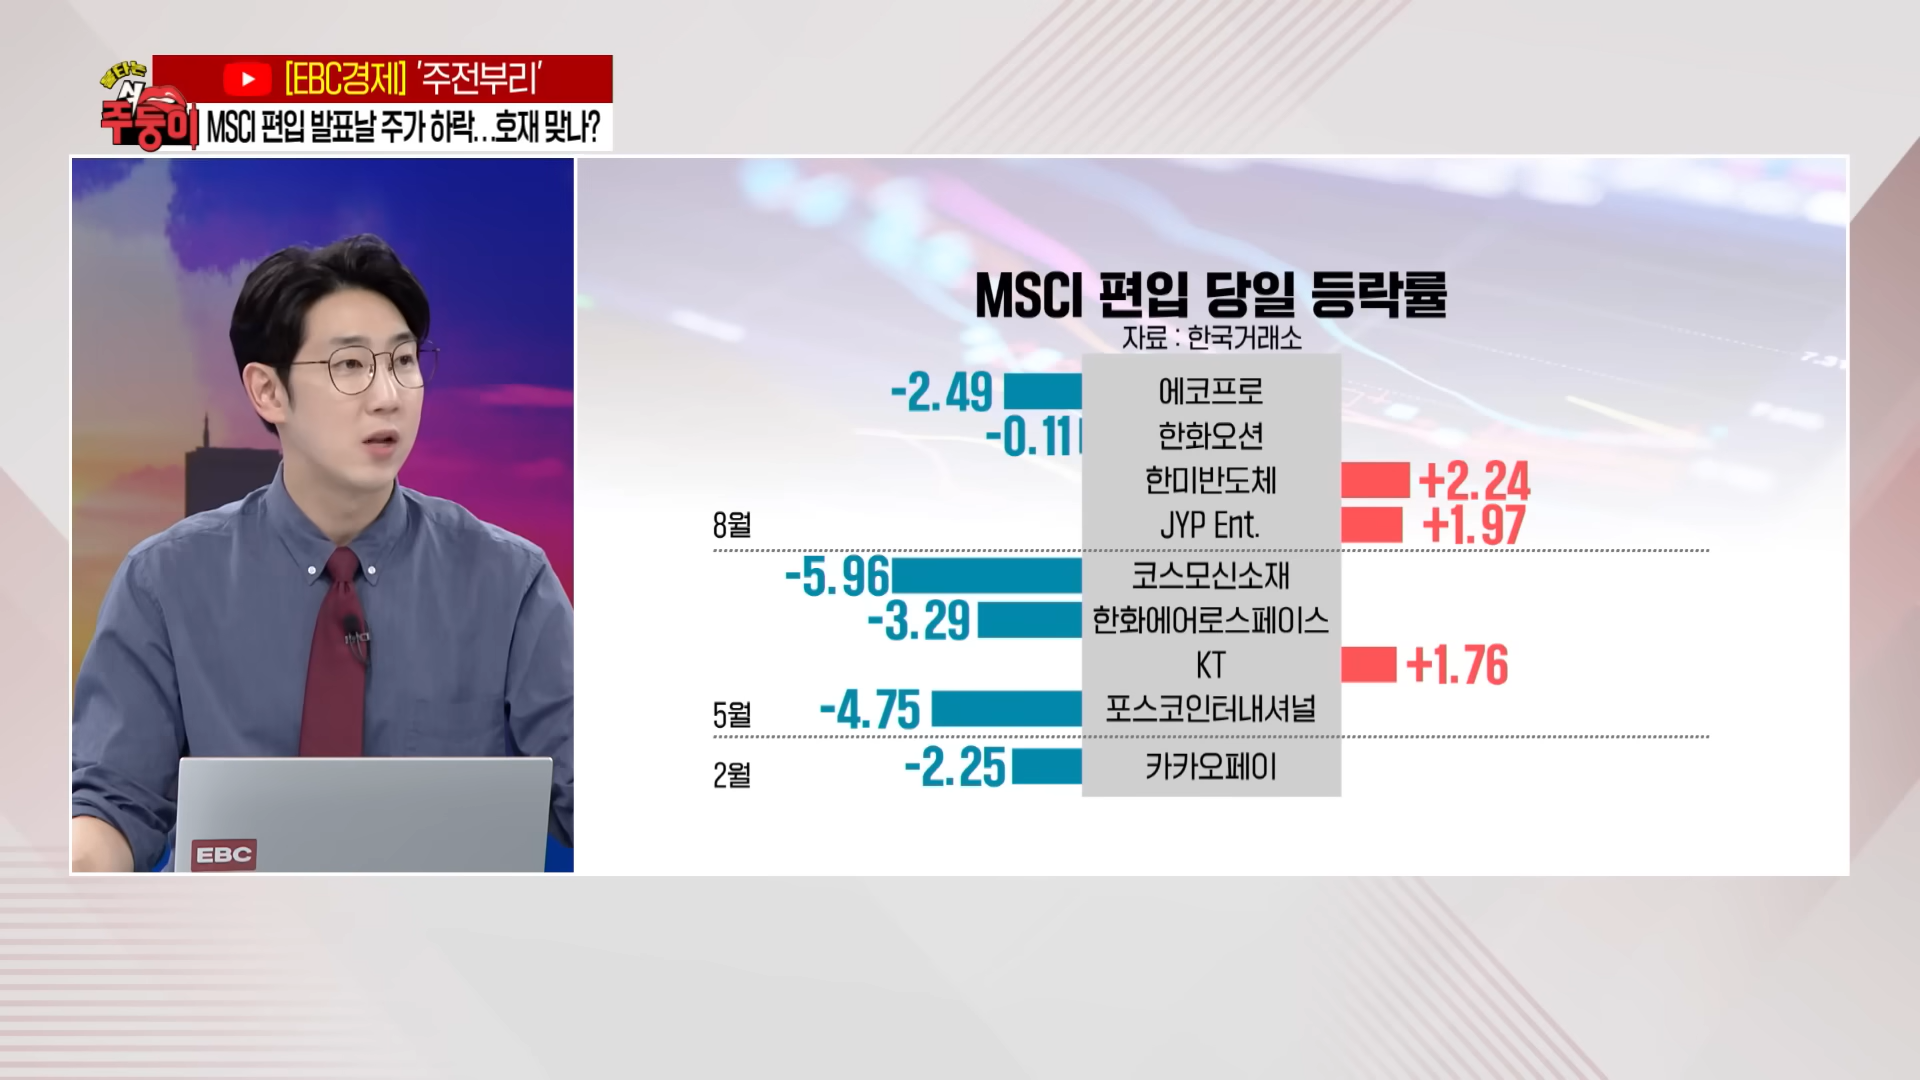 [EBC경제] '주전부리'
불타는
주둥이
MSCI 편입 발표날 주가 하락...호재 맞나?
MSCI 편입 당일 등락률
자료 : 한국거래소
-2.49 에코프로
-0.11 한화오션
한미반도체 +2.24
8월 JYP Ent. +1.97
-5.96 코스모신소재
-3.29 한화에어로스페이스
KT +1.76
5월 -4.75 포스코인터내셔널
2월 -2.25 카카오페이
EBC